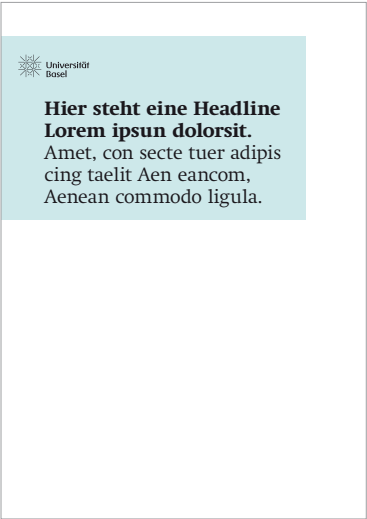 Universität
Basel
Hier steht eine Headline
Lorem ipsun dolorsit.
Amet, con secte tuer adipis
cing taelit Aen eancom,
Aenean commodo ligula.